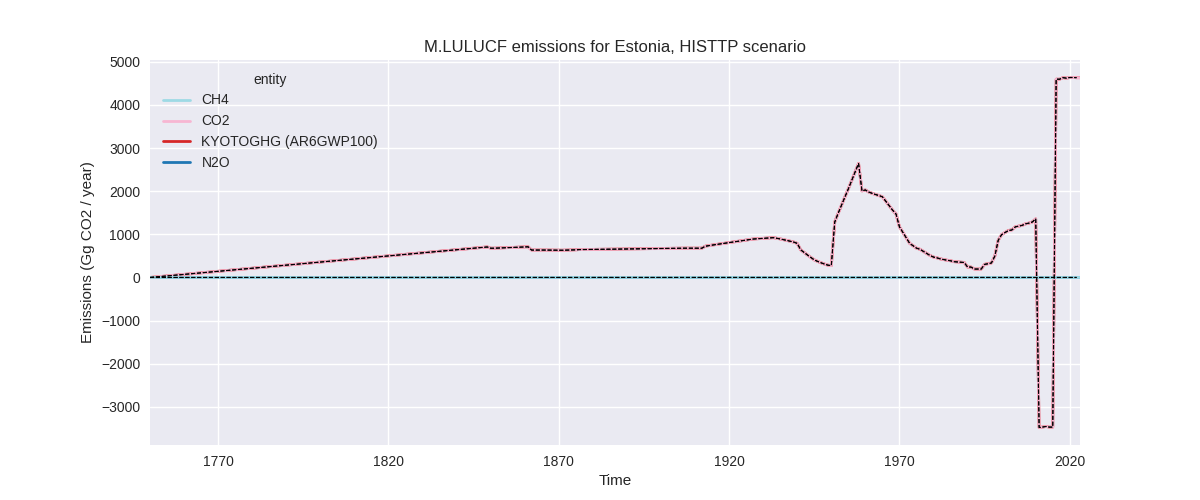 M.LULUCF emissions for Estonia, HISTTP scenario
5000
4000
3000
2000
1000
0
−1000
−2000
−3000
Emissions (Gg CO2 / year)
entity
CH4
CO2
KYOTOGHG (AR6GWP100)
N2O
1770 1820 1870 1920 1970 2020
Time